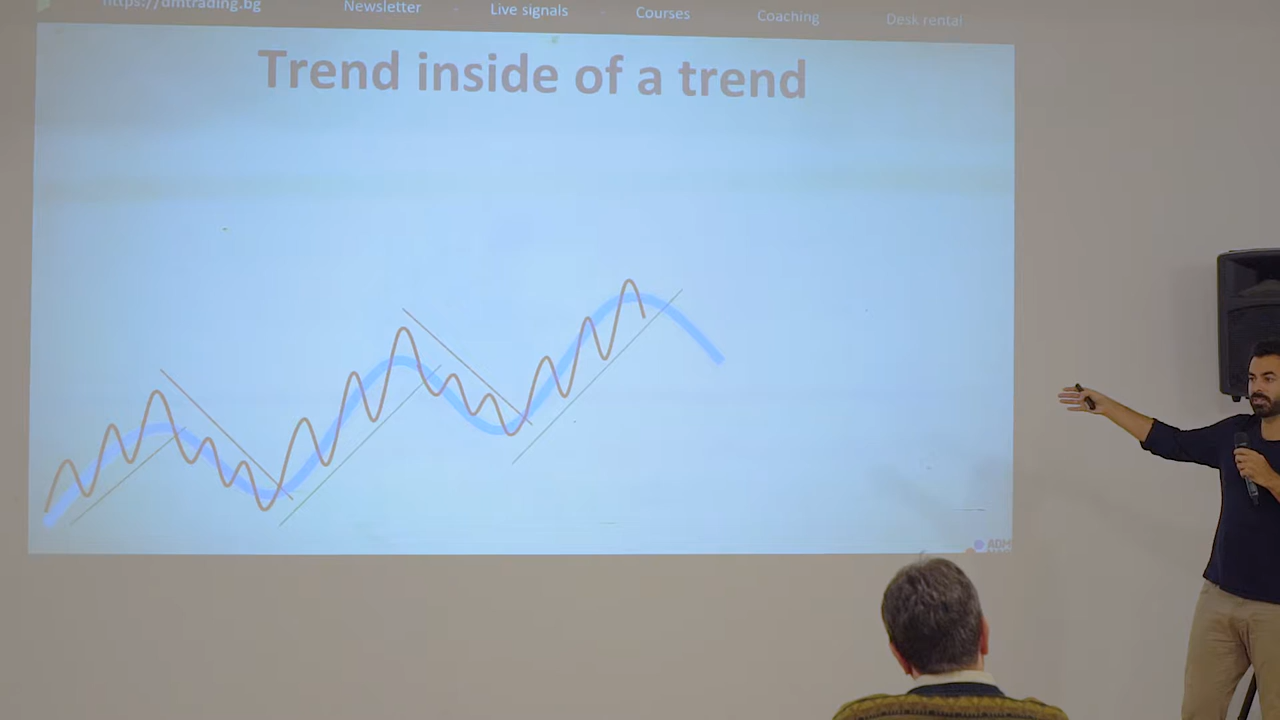 https://dmtrading.bg Newsletter - Live signals - Courses Coaching Desk rental
Trend inside of a trend